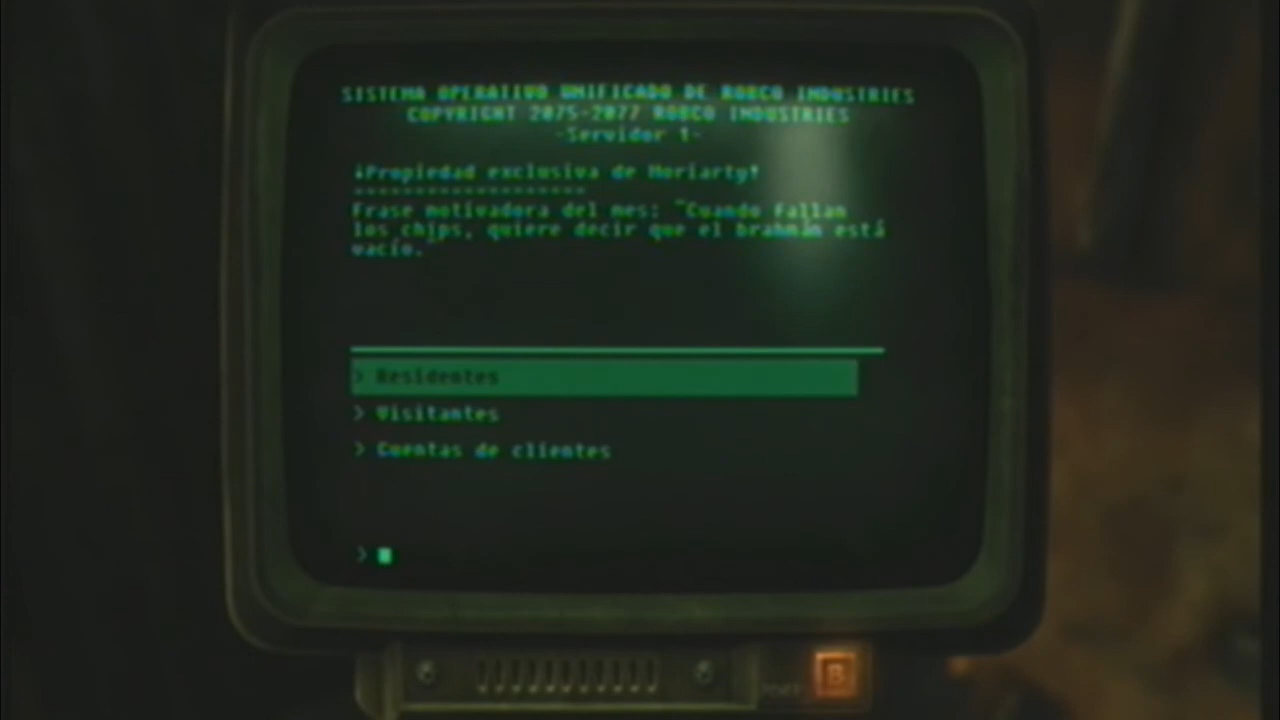 SISTEMA OPERATIVO UNIFICADO DE ROBCO INDUSTRIES
COPYRIGHT 2075-2077 ROBCO INDUSTRIES
-Servidor 1-
¡Propiedad exclusiva de Moriarty!
Frase motivadora del mes: "Cuando fallan
los chips, quiere decir que el brahmán está
vacío."
> Residentes
> Visitantes
> Cuentas de clientes
>
B